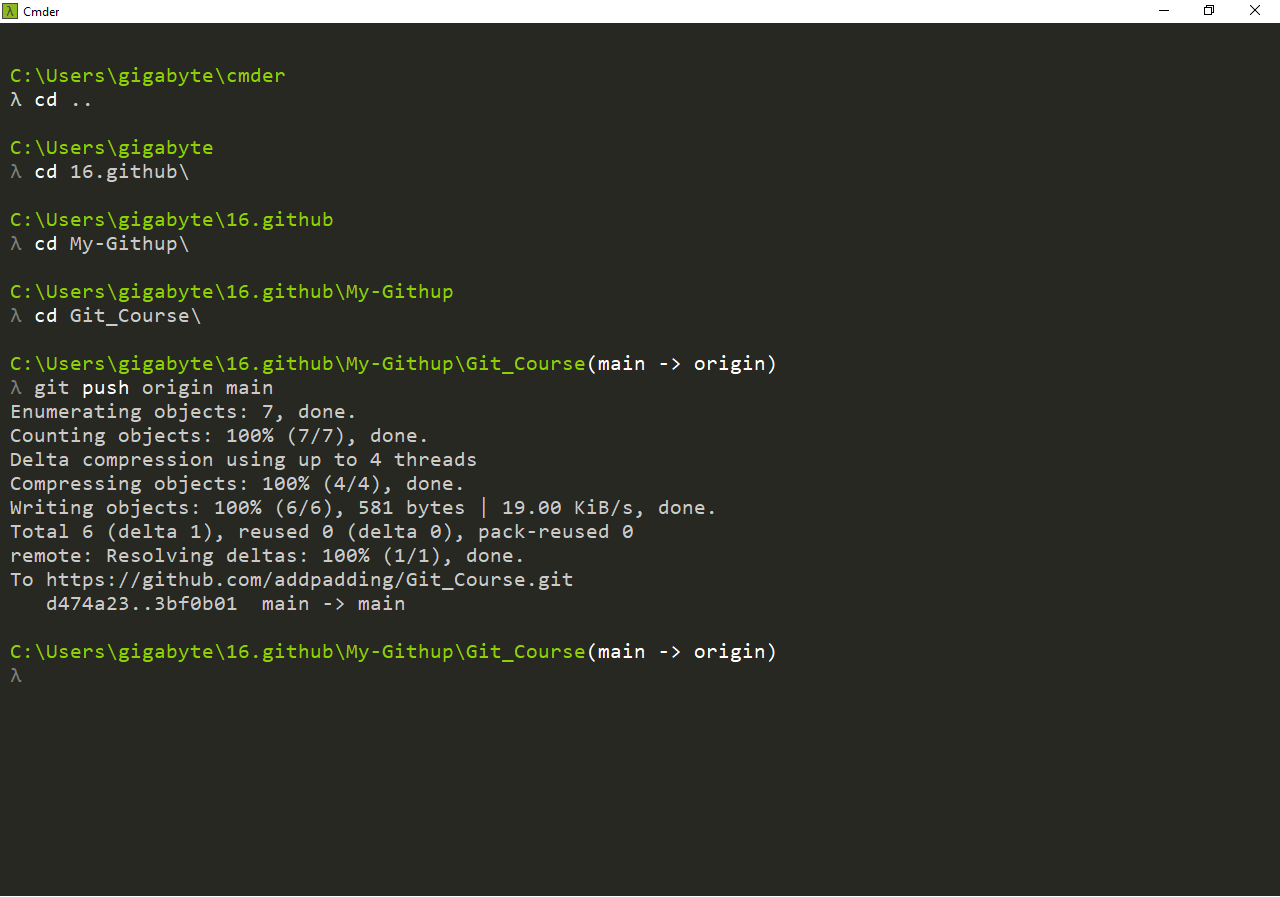 Cmder
C:\Users\gigabyte\cmder
λ cd ..
C:\Users\gigabyte
λ cd 16.github\
C:\Users\gigabyte\16.github
λ cd My-Githup\
C:\Users\gigabyte\16.github\My-Githup
λ cd Git_Course\
C:\Users\gigabyte\16.github\My-Githup\Git_Course(main -> origin)
λ git push origin main
Enumerating objects: 7, done.
Counting objects: 100% (7/7), done.
Delta compression using up to 4 threads
Compressing objects: 100% (4/4), done.
Writing objects: 100% (6/6), 581 bytes | 19.00 KiB/s, done.
Total 6 (delta 1), reused 0 (delta 0), pack-reused 0
remote: Resolving deltas: 100% (1/1), done.
To https://github.com/addpadding/Git_Course.git
   d474a23..3bf0b01  main -> main
C:\Users\gigabyte\16.github\My-Githup\Git_Course(main -> origin)
λ